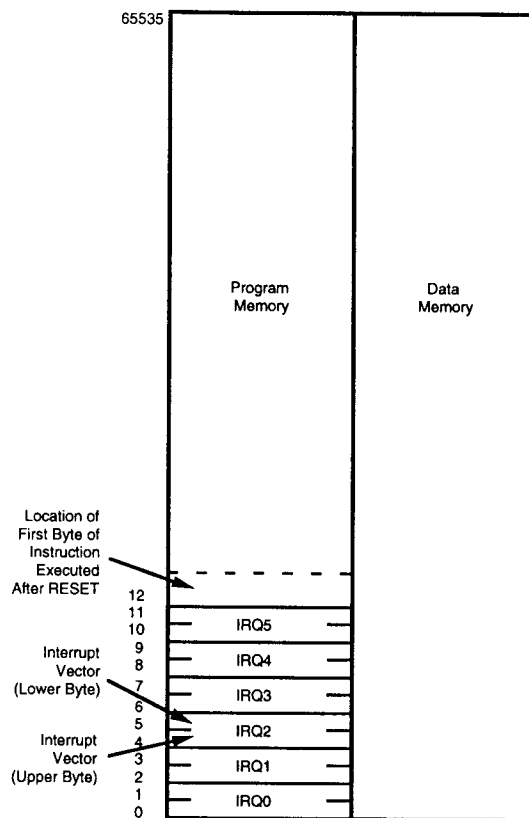 65535
Program
Memory
Data
Memory
Location of
First Byte of
Instruction
Executed
After RESET
12
11
10
IRQ5
9
8
IRQ4
Interrupt
Vector
(Lower Byte)
7
6
IRQ3
5
4
IRQ2
Interrupt
Vector
(Upper Byte)
3
2
IRQ1
1
0
IRQ0